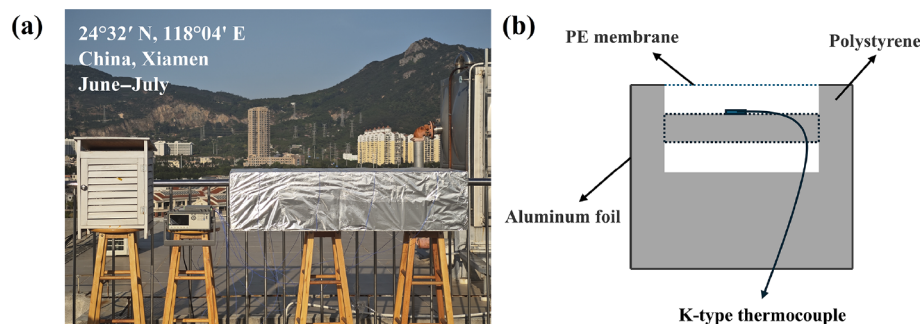 (a)
24°32′ N, 118°04′ E
China, Xiamen
June–July
(b)
PE membrane
Polystyrene
Aluminum foil
K-type thermocouple